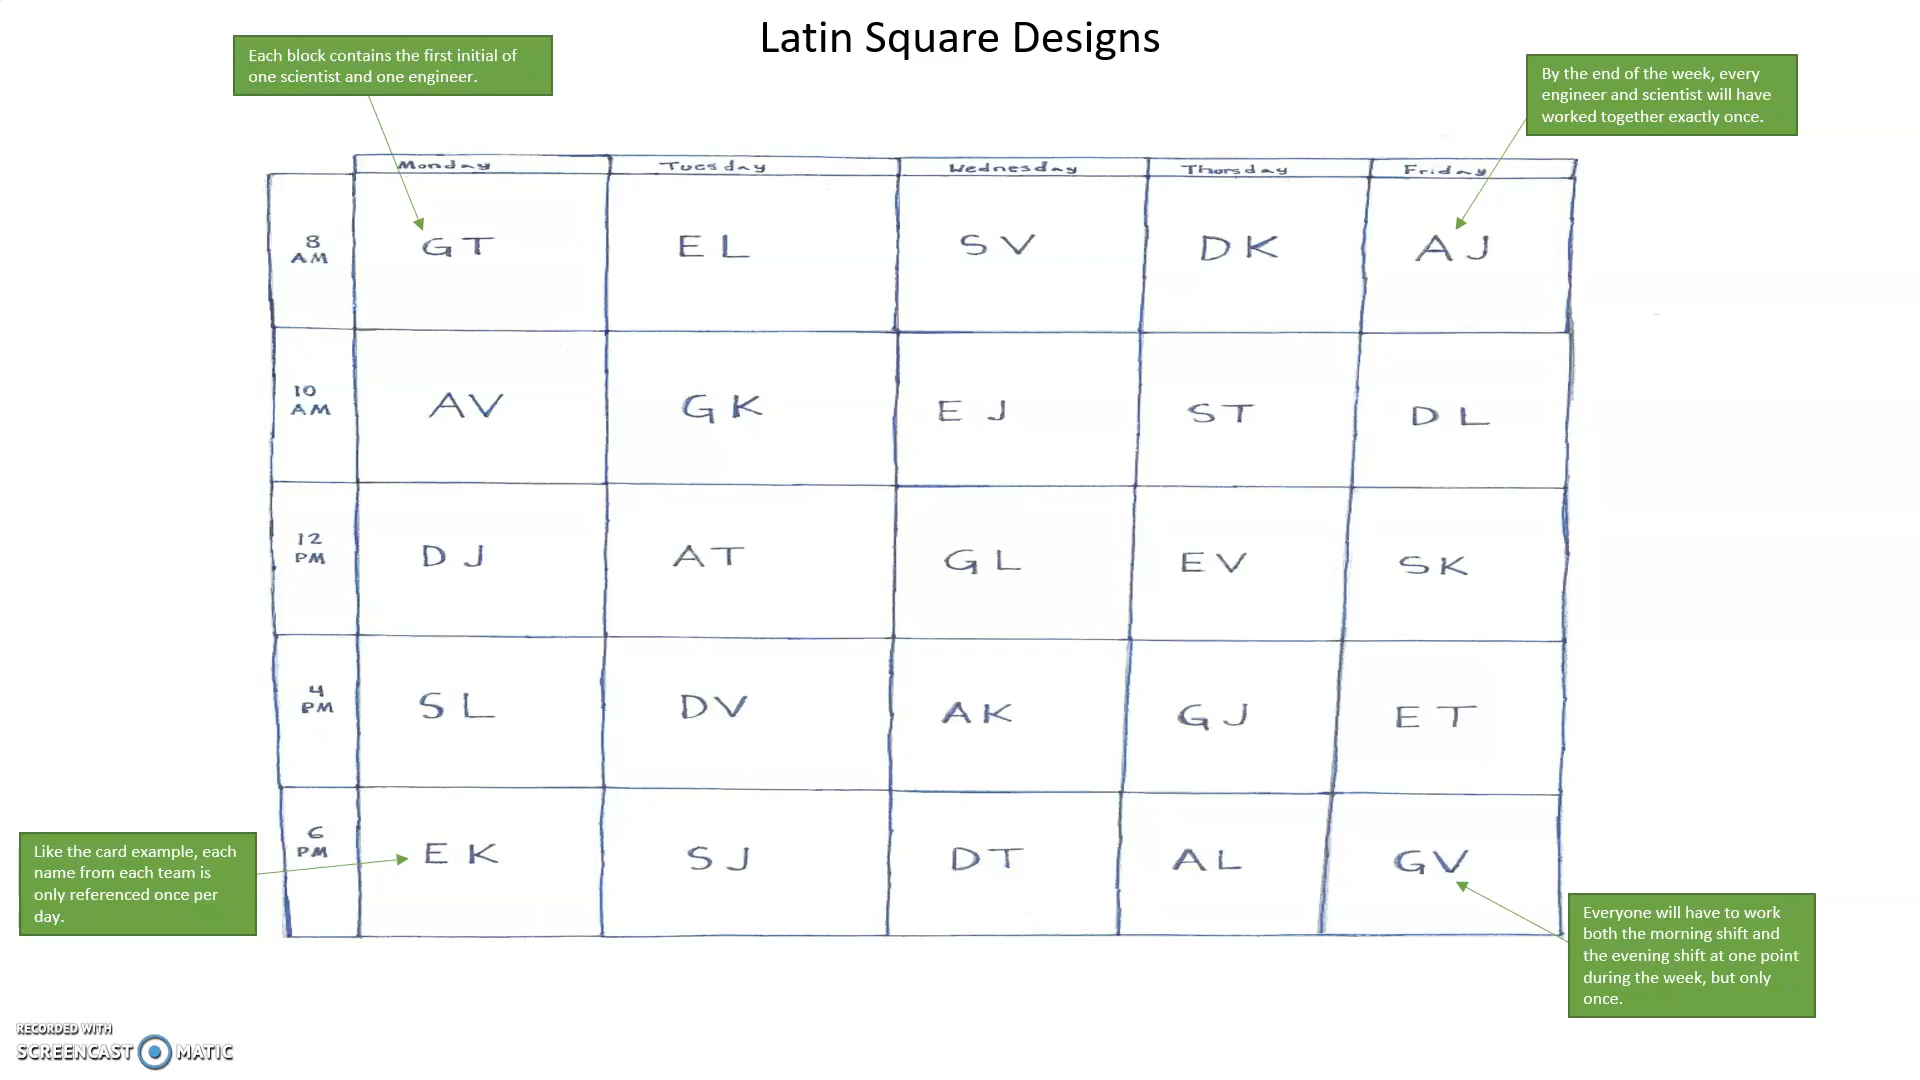 Latin Square Designs
Each block contains the first initial of
one scientist and one engineer.
By the end of the week, every
engineer and scientist will have
worked together exactly once.
Monday Tuesday Wednesday Thursday Friday
8 AM GT EL SV DK AJ
10 AM AV GK EJ ST DL
12 PM DJ AT GL EV SK
4 PM SL DV AK GJ ET
6 PM EK SJ DT AL GV
Like the card example, each
name from each team is
only referenced once per
day.
Everyone will have to work
both the morning shift and
the evening shift at one point
during the week, but only
once.
RECORDED WITH
SCREENCAST MATIC